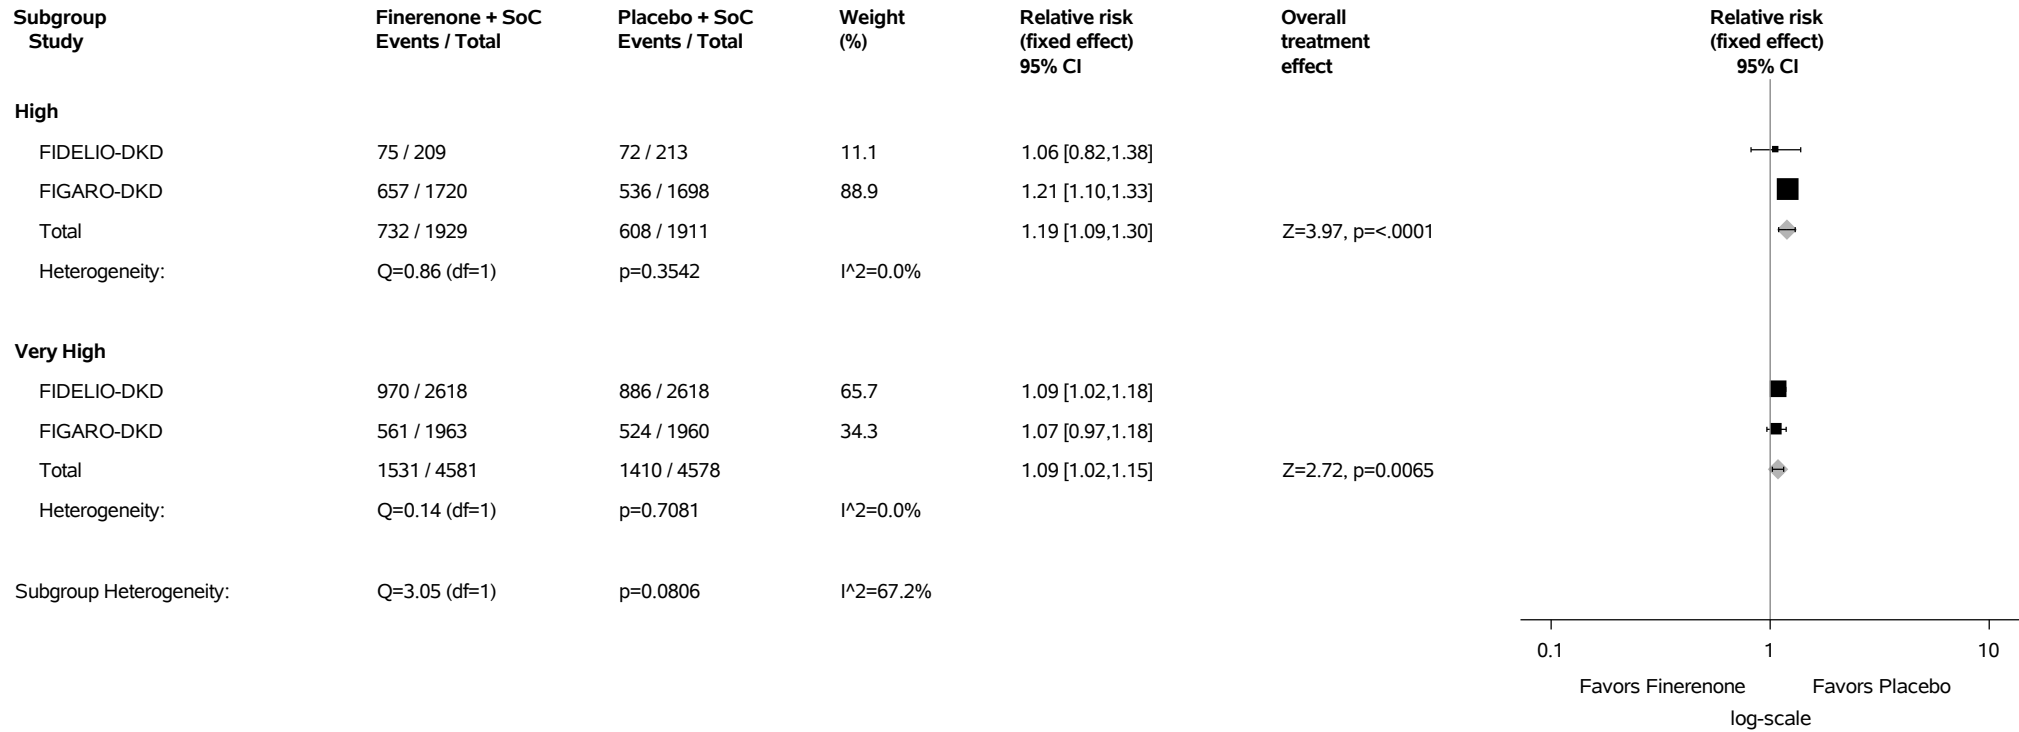 Subgroup Finerenone + SoC Placebo + SoC Weight Relative risk Overall Relative risk
Study Events / Total Events / Total (%) (fixed effect) treatment (fixed effect)
95% CI effect 95% CI
High
FIDELIO-DKD 75 / 209 72 / 213 11.1 1.06 [0.82,1.38]
FIGARO-DKD 657 / 1720 536 / 1698 88.9 1.21 [1.10,1.33]
Total 732 / 1929 608 / 1911 1.19 [1.09,1.30] Z=3.97, p=<.0001
Heterogeneity: Q=0.86 (df=1) p=0.3542 I^2=0.0%
Very High
FIDELIO-DKD 970 / 2618 886 / 2618 65.7 1.09 [1.02,1.18]
FIGARO-DKD 561 / 1963 524 / 1960 34.3 1.07 [0.97,1.18]
Total 1531 / 4581 1410 / 4578 1.09 [1.02,1.15] Z=2.72, p=0.0065
Heterogeneity: Q=0.14 (df=1) p=0.7081 I^2=0.0%
Subgroup Heterogeneity: Q=3.05 (df=1) p=0.0806 I^2=67.2%
0.1 1 10
Favors Finerenone Favors Placebo
log-scale